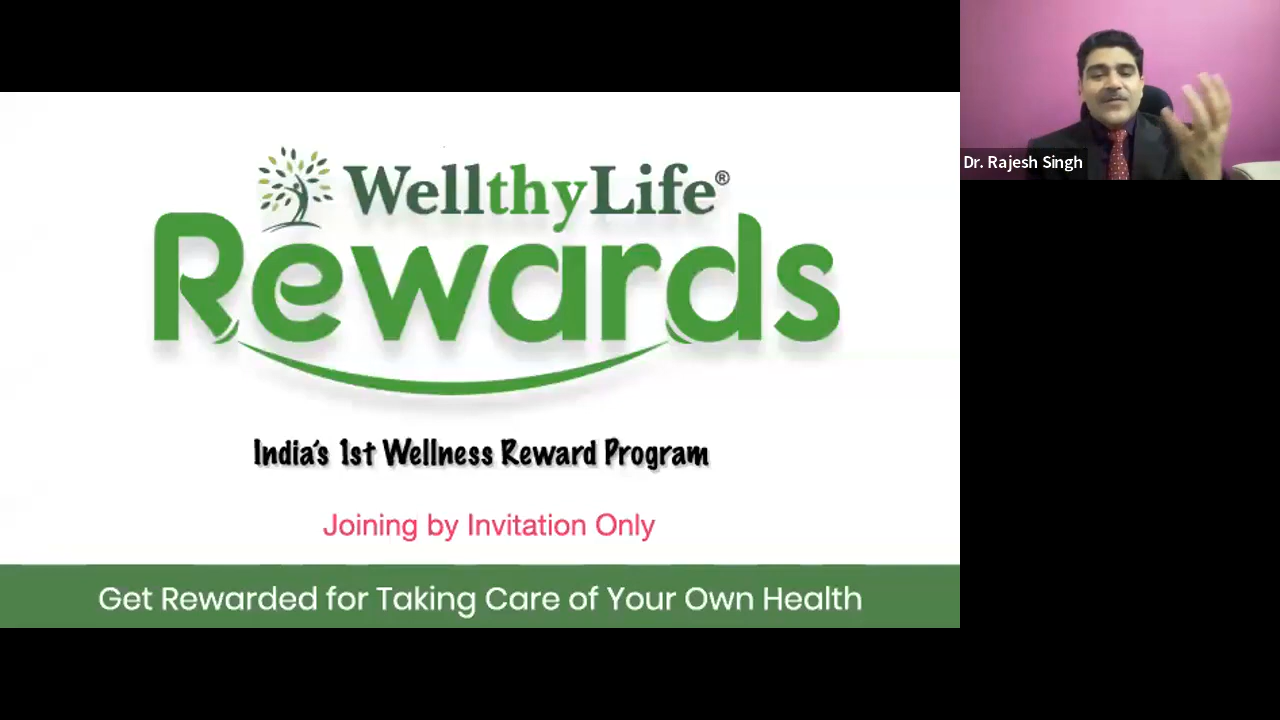 WellthyLife®
Rewards
India's 1st Wellness Reward Program
Joining by Invitation Only
Get Rewarded for Taking Care of Your Own Health
Dr. Rajesh Singh